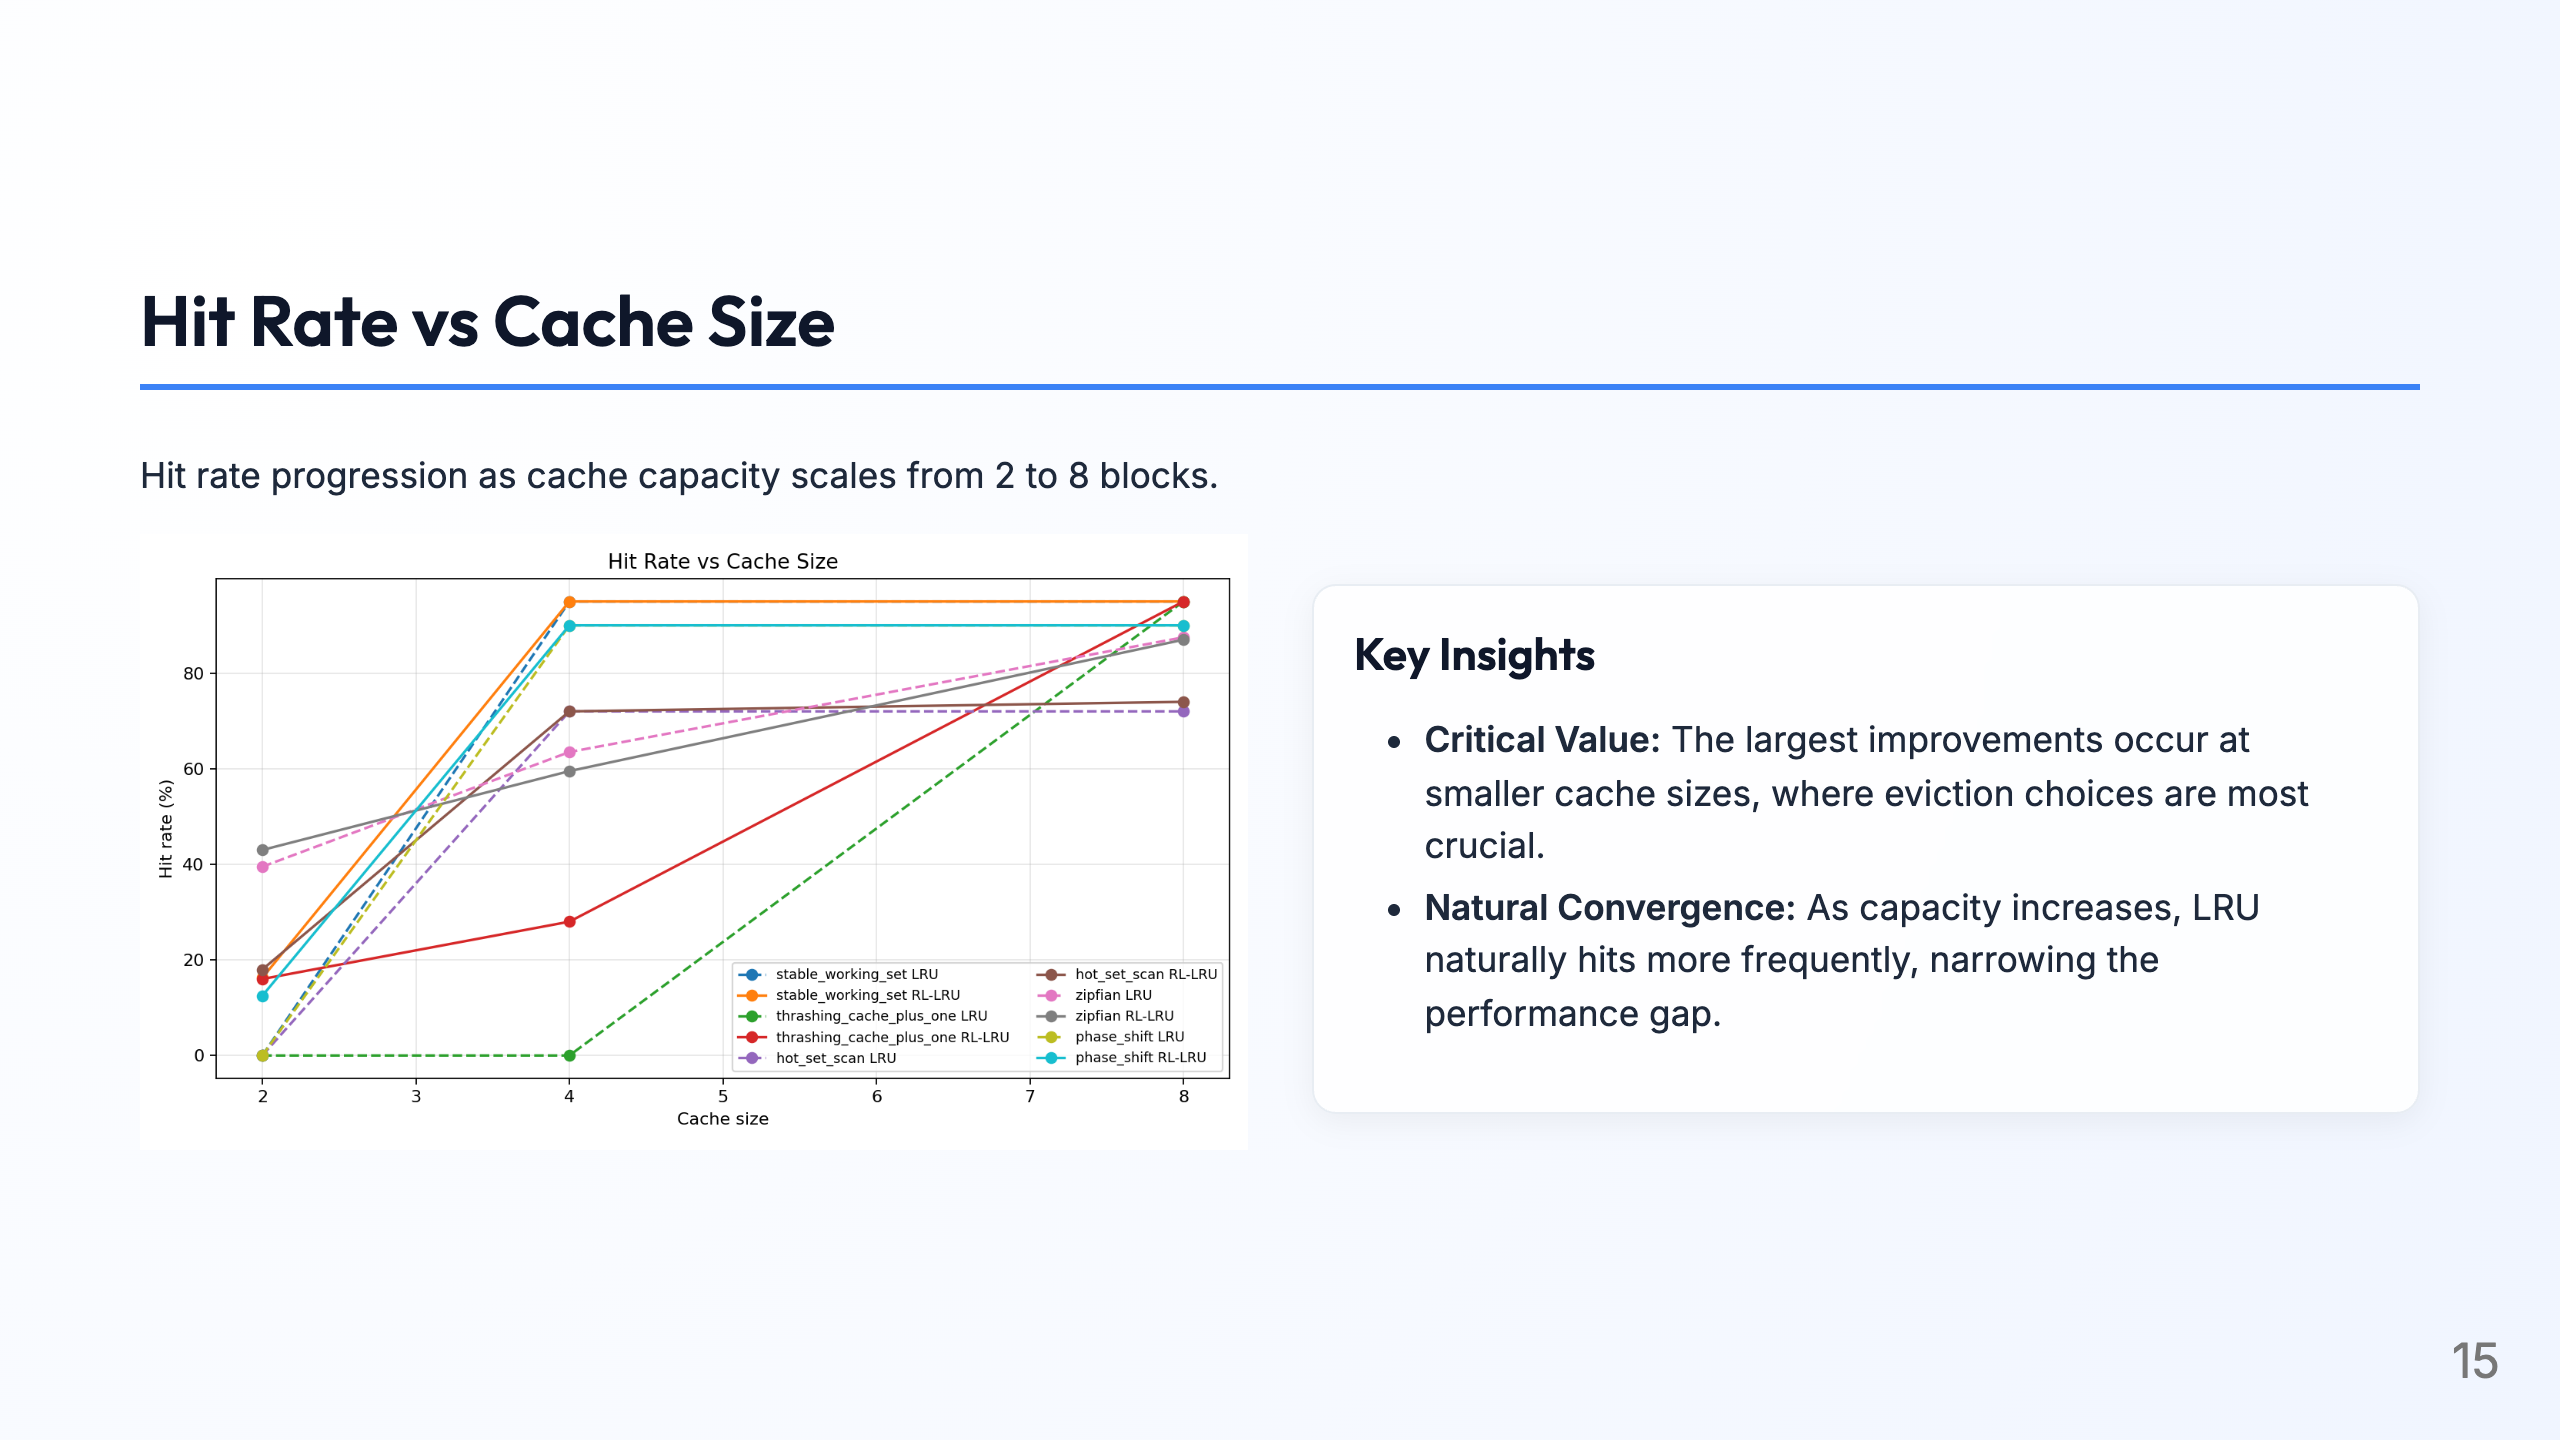 Hit Rate vs Cache Size
Hit rate progression as cache capacity scales from 2 to 8 blocks.
Hit Rate vs Cache Size
Hit rate (%)
80
60
40
20
0
2 3 4 5 6 7 8
Cache size
stable_working_set LRU
stable_working_set RL-LRU
thrashing_cache_plus_one LRU
thrashing_cache_plus_one RL-LRU
hot_set_scan LRU
hot_set_scan RL-LRU
zipfian LRU
zipfian RL-LRU
phase_shift LRU
phase_shift RL-LRU
Key Insights
• Critical Value: The largest improvements occur at
smaller cache sizes, where eviction choices are most
crucial.
• Natural Convergence: As capacity increases, LRU
naturally hits more frequently, narrowing the
performance gap.
15